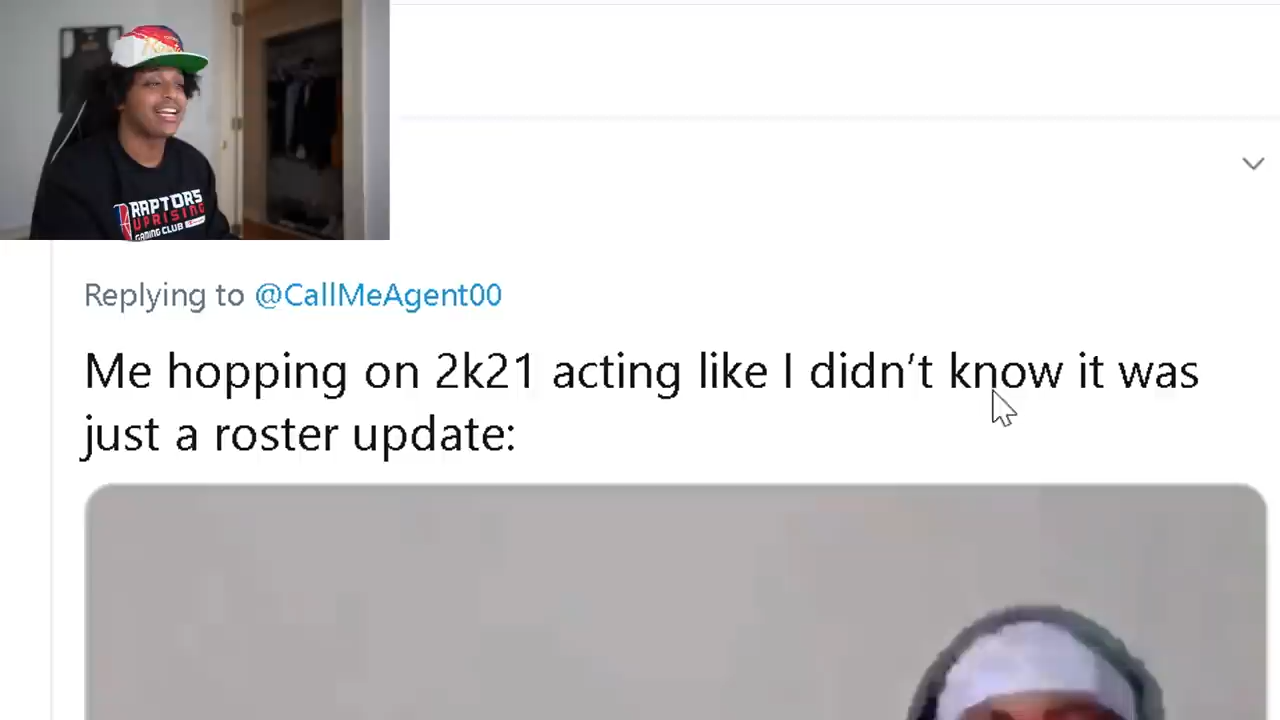 RAPTORS
UPRISING
GAMING CLUB
Replying to @CallMeAgent00
Me hopping on 2k21 acting like I didn’t know it was
just a roster update: